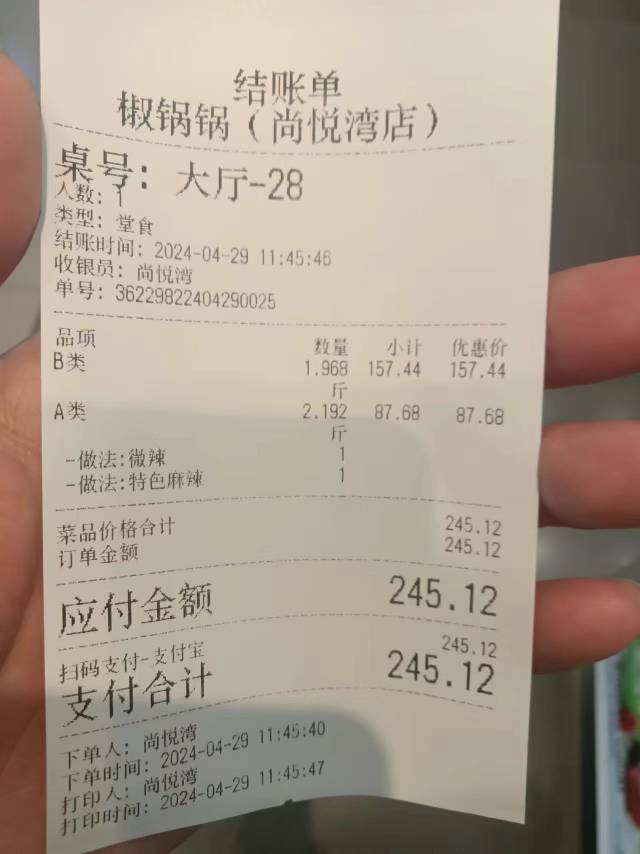 结账单
椒锅锅（尚悦湾店）
桌号：大厅-28
人数：1
类型：堂食
结账时间：2024-04-29 11:45:46
收银员：尚悦湾
单号：36229822404290025
品项 数量 小计 优惠价
B类 1.968 157.44 157.44
斤
A类 2.192 87.68 87.68
斤
-做法:微辣 1
-做法:特色麻辣 1
菜品价格合计 245.12
订单金额 245.12
应付金额 245.12
扫码支付-支付宝 245.12
支付合计 245.12
下单人：尚悦湾
下单时间：2024-04-29 11:45:40
打印人：尚悦湾
打印时间：2024-04-29 11:45:47